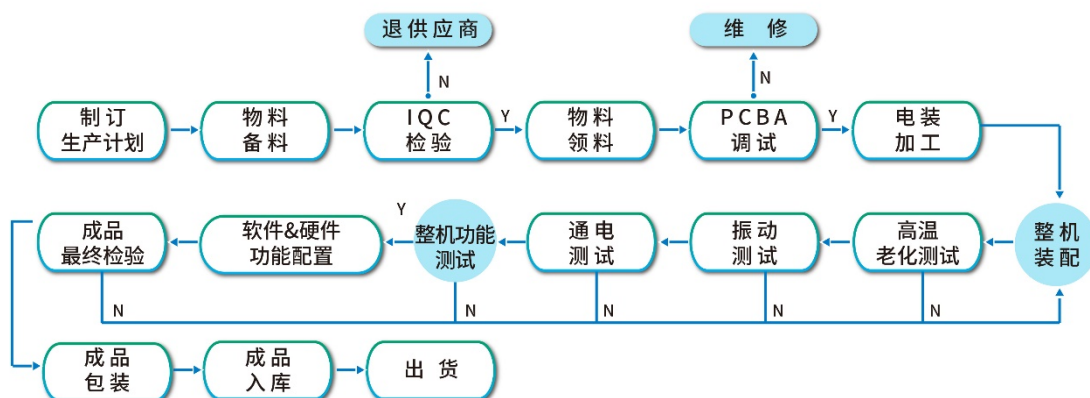 退供应商
维 修
N
N
制 订
生产计划
物 料
备 料
I Q C
检 验
Y
物 料
领 料
P C B A
调 试
Y
电 装
加 工
成 品
最终检验
软件&硬件
功能配置
Y
整机功能
测 试
通 电
测 试
振 动
测 试
高 温
老化测试
整 机
装 配
N
N
N
N
N
成 品
包 装
成 品
入 库
出 货